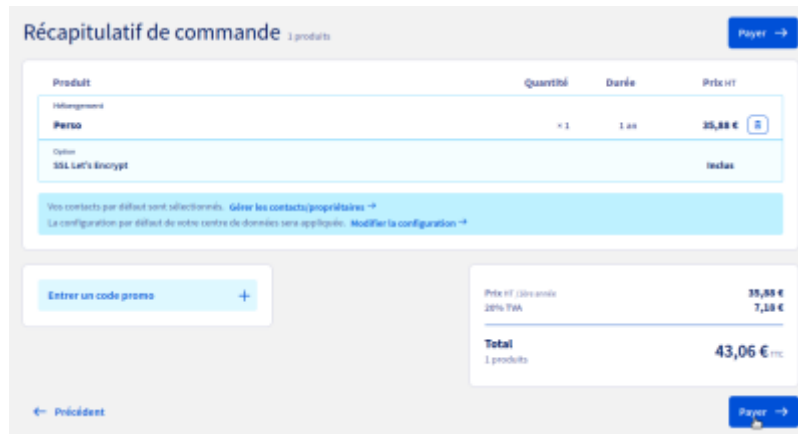 Récapitulatif de commande 1 produits
Payer →
Produit Quantité Durée Prix HT
Hébergement
Perso ×1 1 an 35,88 €
Option
SSL Let's Encrypt Inclus
Vos contacts par défaut sont sélectionnés. Gérer les contacts/propriétaires →
La configuration par défaut de votre centre de données sera appliquée. Modifier la configuration →
Entrer un code promo +
Prix HT 1ère année 35,88 €
20% TVA 7,18 €
Total 43,06 € TTC
1 produits
← Précédent
Payer →